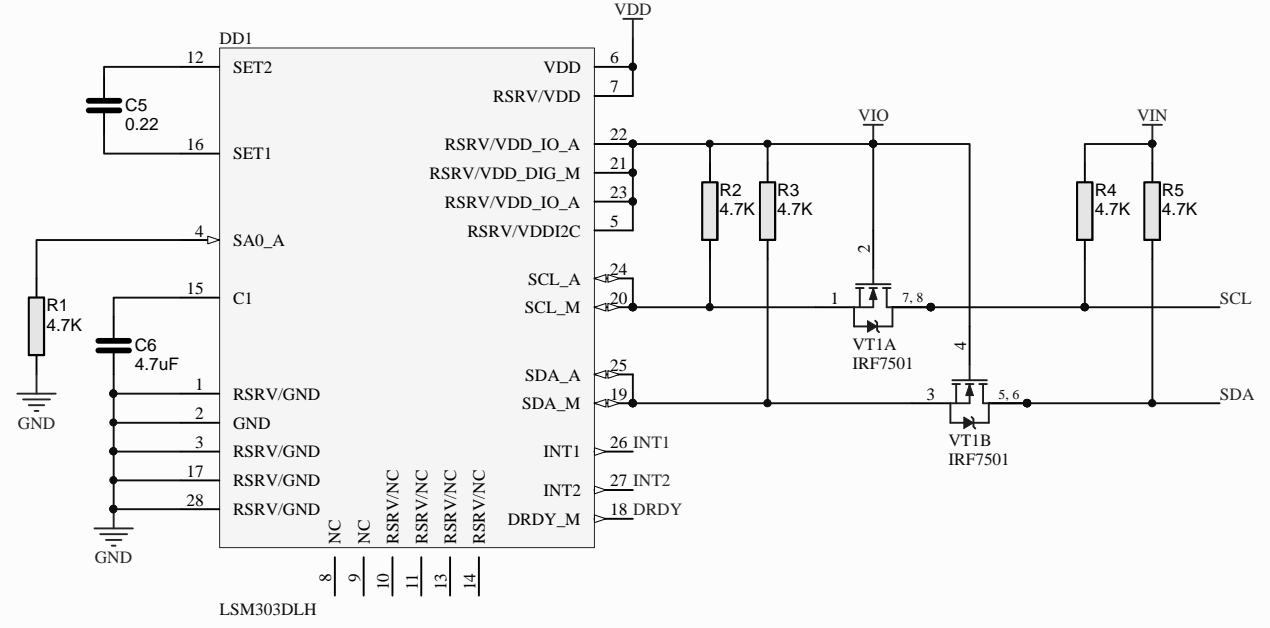 VDD
DD1
12
SET2
VDD
6
RSRV/VDD
7
C5
0.22
16
SET1
RSRV/VDD_IO_A
22
VIO
VIN
RSRV/VDD_DIG_M
21
RSRV/VDD_IO_A
23
RSRV/VDDI2C
5
R2
4.7K
R3
4.7K
R4
4.7K
R5
4.7K
4
SA0_A
2
SCL_A
24
15
C1
SCL_M
20
1
7, 8
SCL
R1
4.7K
VT1A
IRF7501
C6
4.7uF
4
SDA_A
25
1
RSRV/GND
SDA_M
19
3
5, 6
SDA
GND
2
GND
VT1B
IRF7501
3
RSRV/GND
INT1
26
INT1
17
RSRV/GND
INT2
27
INT2
28
RSRV/GND
DRDY_M
18
DRDY
NC
NC
RSRV/NC
RSRV/NC
RSRV/NC
RSRV/NC
GND
8
9
10
11
13
14
LSM303DLH